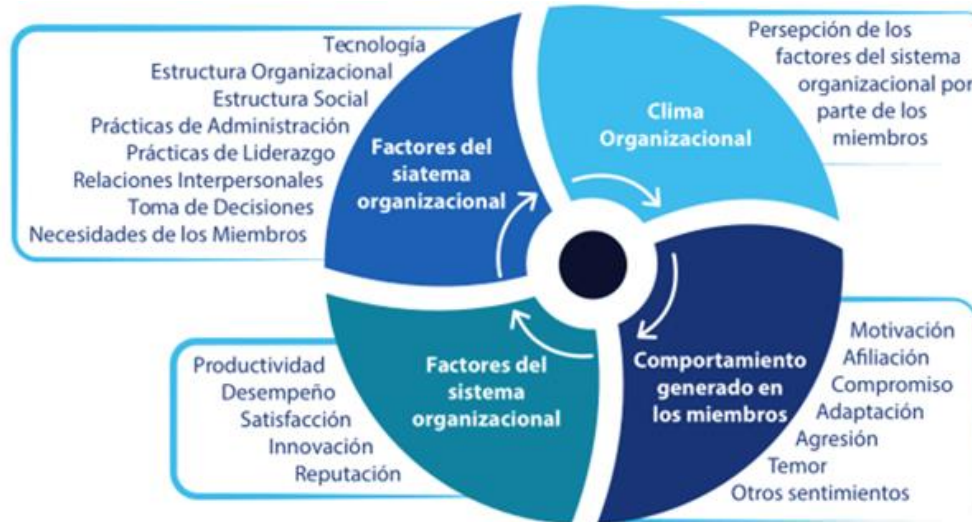 Tecnología
Estructura Organizacional
Estructura Social
Prácticas de Administración
Prácticas de Liderazgo
Relaciones Interpersonales
Toma de Decisiones
Necesidades de los Miembros
Factores del
siatema
organizacional
Clima
Organizacional
Persepción de los
factores del sistema
organizacional por
parte de los
miembros
Productividad
Desempeño
Satisfacción
Innovación
Reputación
Factores del
sistema
organizacional
Comportamiento
generado en
los miembros
Motivación
Afiliación
Compromiso
Adaptación
Agresión
Temor
Otros sentimientos